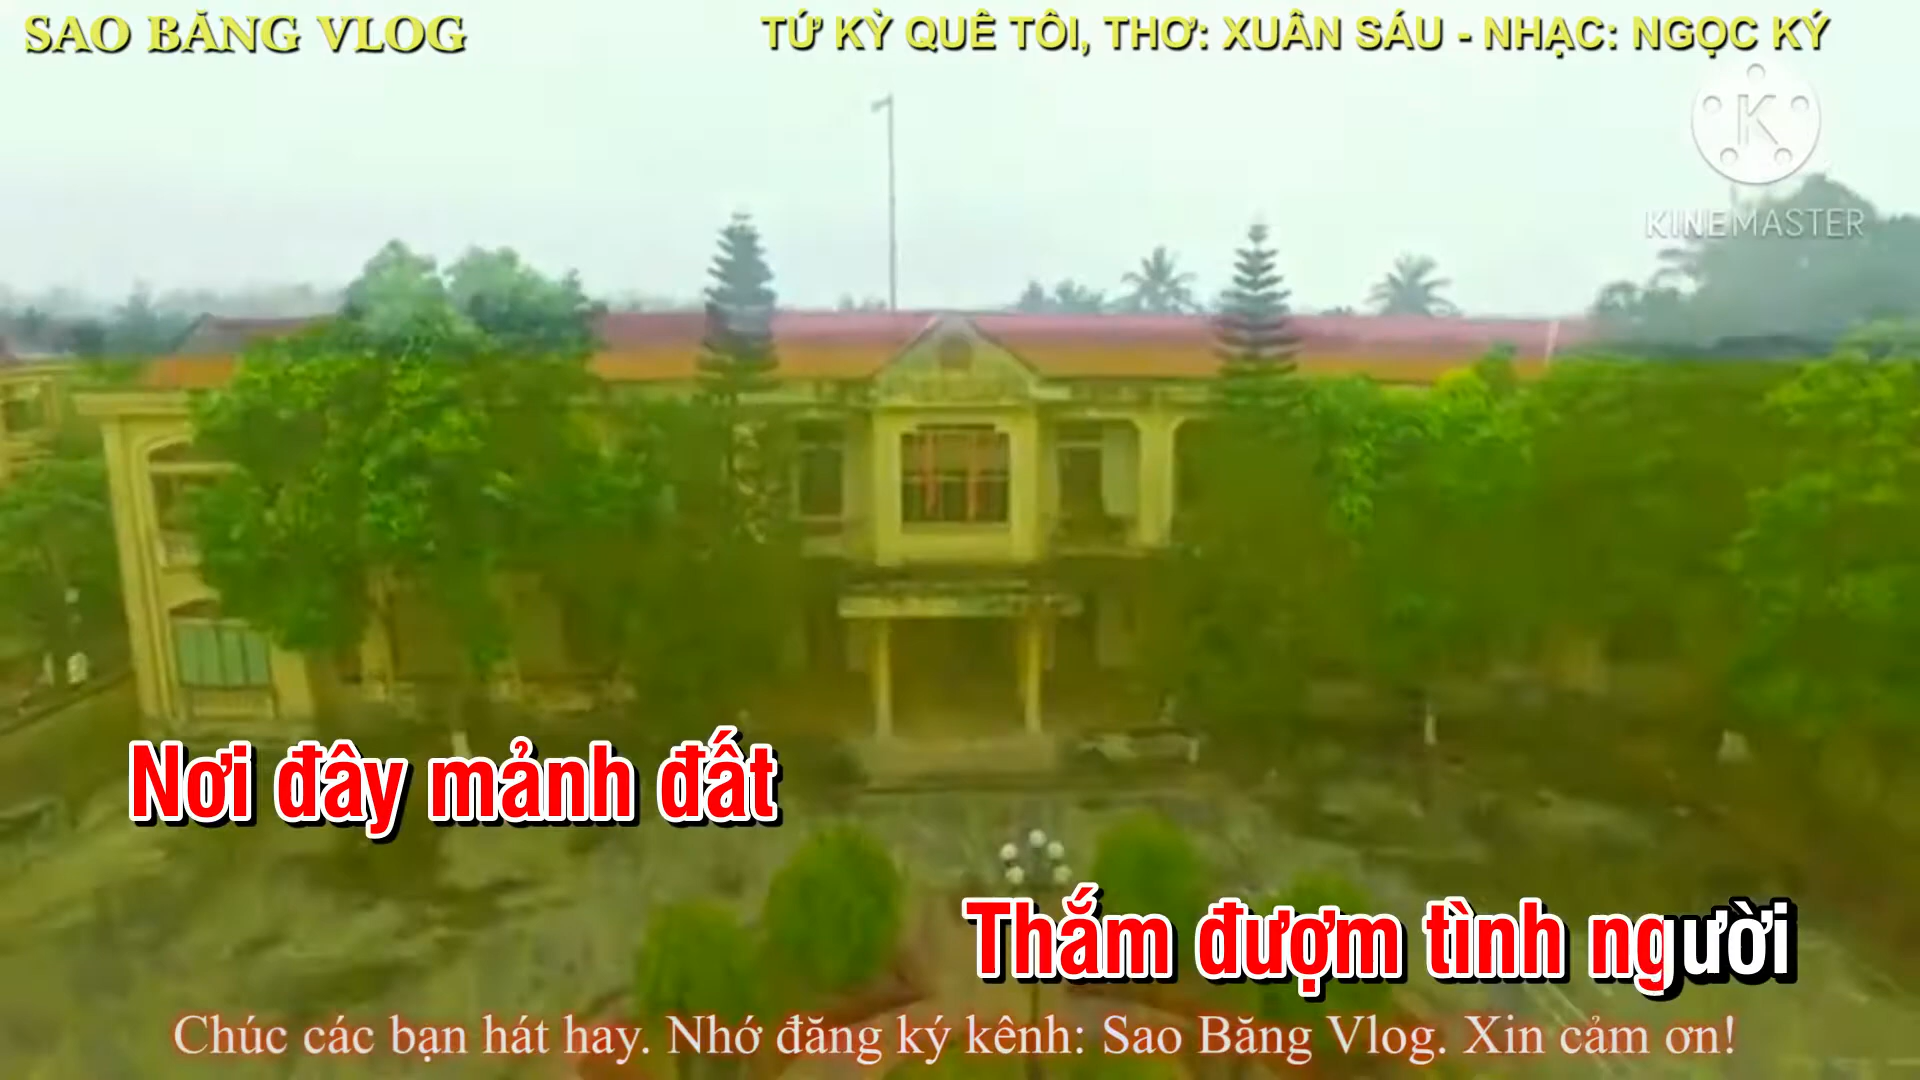 SAO BĂNG VLOG
TỨ KỲ QUÊ TÔI, THƠ: XUÂN SÁU - NHẠC: NGỌC KÝ
K
KINEMASTER
Nơi đây mảnh đất
Thắm đượm tình người
Chúc các bạn hát hay. Nhớ đăng ký kênh: Sao Băng Vlog. Xin cảm ơn!